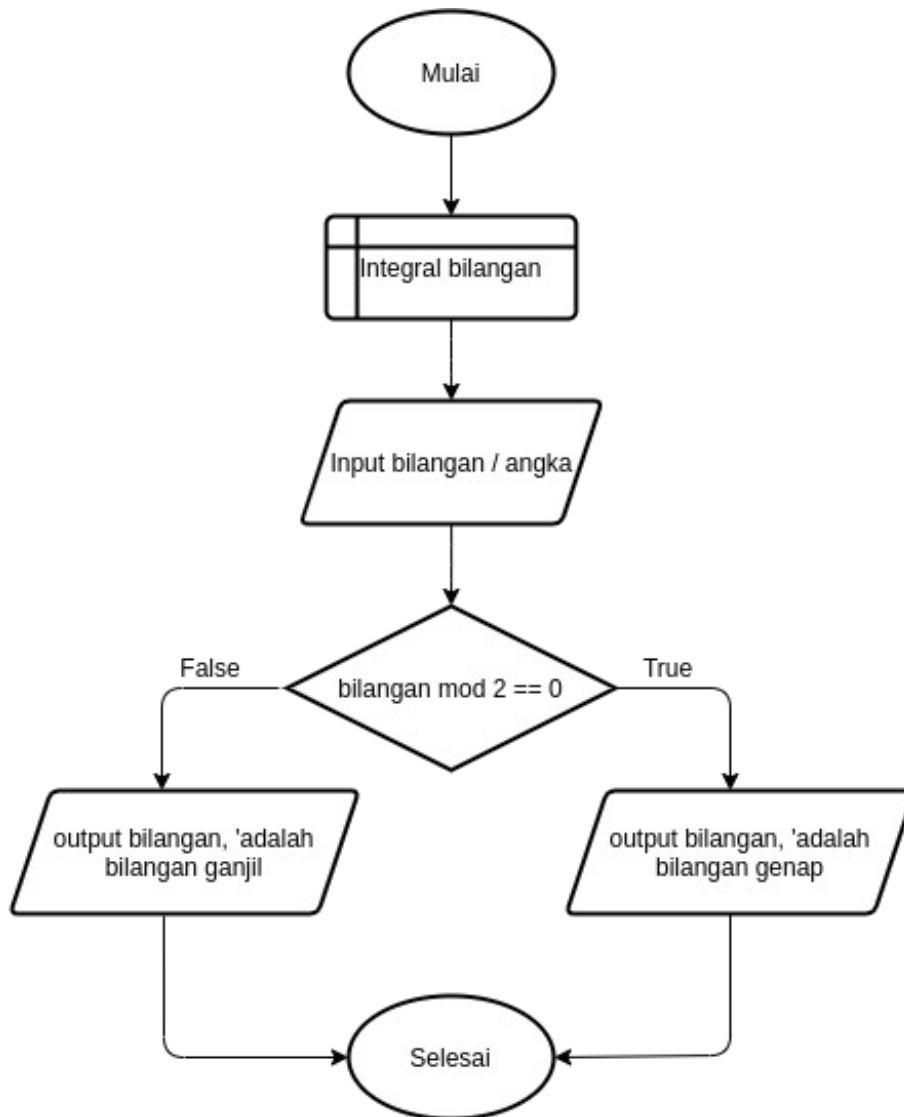 Mulai
Integral bilangan
Input bilangan / angka
False
True
bilangan mod 2 == 0
output bilangan, 'adalah
bilangan ganjil
output bilangan, 'adalah
bilangan genap
Selesai